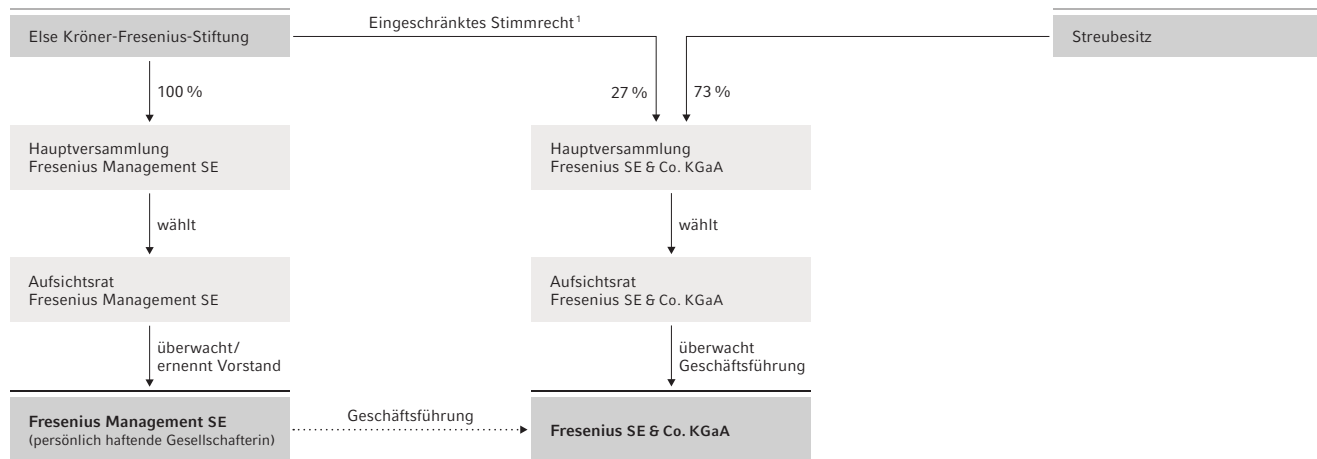 Else Kröner-Fresenius-Stiftung
Eingeschränktes Stimmrecht¹
Streubesitz
100 %
27 %
73 %
Hauptversammlung
Fresenius Management SE
Hauptversammlung
Fresenius SE & Co. KGaA
wählt
wählt
Aufsichtsrat
Fresenius Management SE
Aufsichtsrat
Fresenius SE & Co. KGaA
überwacht/
ernennt Vorstand
überwacht
Geschäftsführung
Fresenius Management SE
(persönlich haftende Gesellschafterin)
Geschäftsführung
Fresenius SE & Co. KGaA